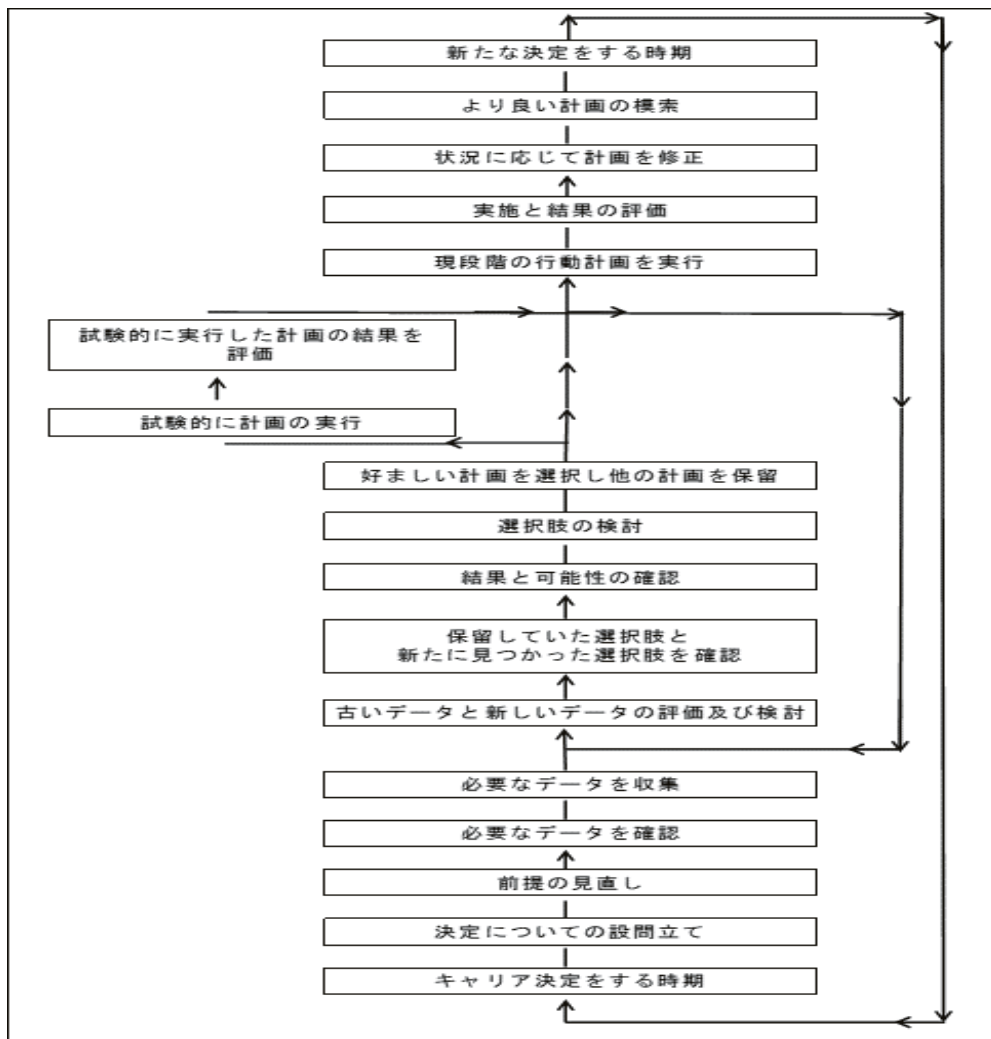 新たな決定をする時期
より良い計画の模索
状況に応じて計画を修正
実施と結果の評価
現段階の行動計画を実行
試験的に実行した計画の結果を
評価
試験的に計画の実行
好ましい計画を選択し他の計画を保留
選択肢の検討
結果と可能性の確認
保留していた選択肢と
新たに見つかった選択肢を確認
古いデータと新しいデータの評価及び検討
必要なデータを収集
必要なデータを確認
前提の見直し
決定についての設問立て
キャリア決定をする時期